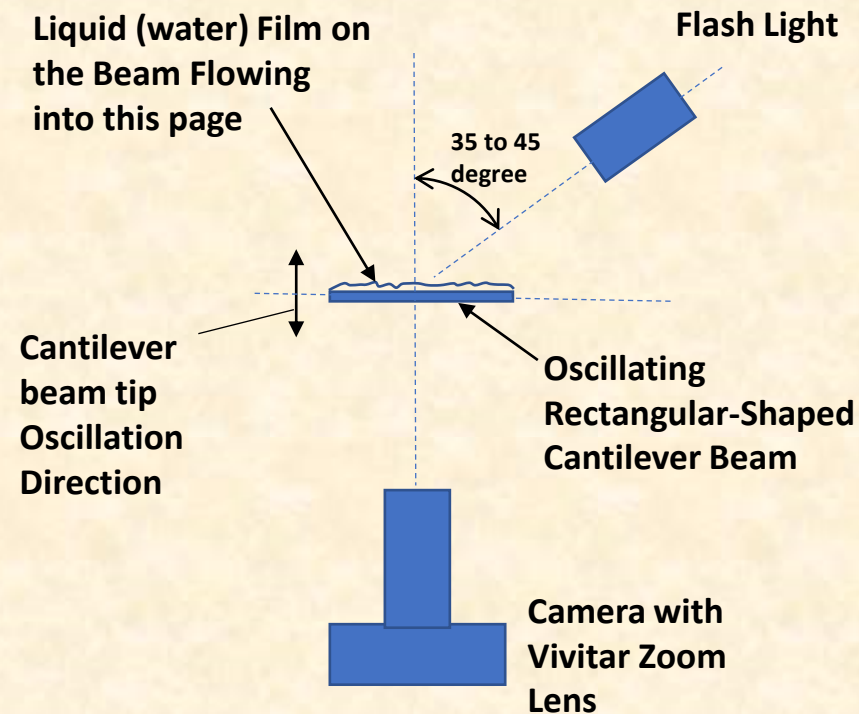 Liquid (water) Film on
the Beam Flowing
into this page
Flash Light
35 to 45
degree
Cantilever
beam tip
Oscillation
Direction
Oscillating
Rectangular-Shaped
Cantilever Beam
Camera with
Vivitar Zoom
Lens